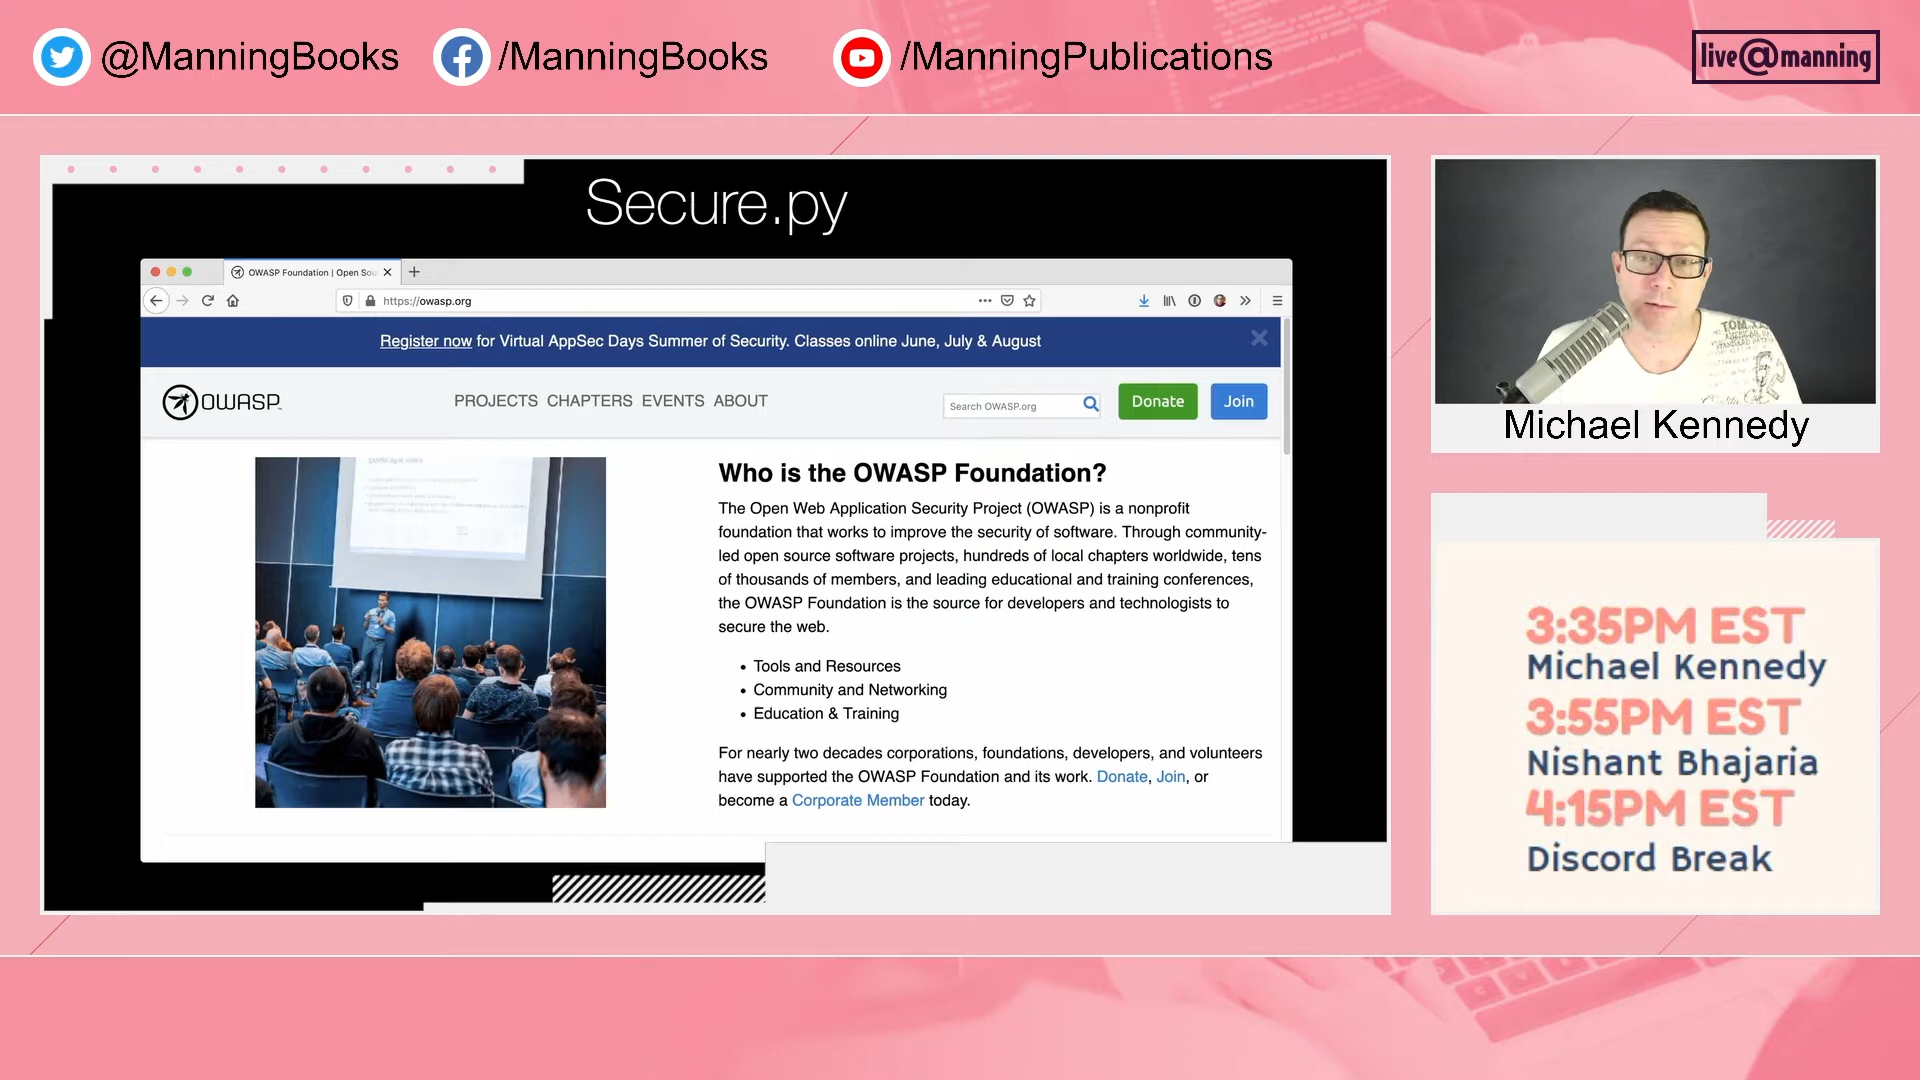 @ManningBooks /ManningBooks /ManningPublications
live@manning
Secure.py
OWASP Foundation | Open Sou
https://owasp.org
Register now for Virtual AppSec Days Summer of Security. Classes online June, July & August
OWASP
PROJECTS CHAPTERS EVENTS ABOUT
Search OWASP.org
Donate
Join
Who is the OWASP Foundation?
The Open Web Application Security Project (OWASP) is a nonprofit
foundation that works to improve the security of software. Through community-
led open source software projects, hundreds of local chapters worldwide, tens
of thousands of members, and leading educational and training conferences,
the OWASP Foundation is the source for developers and technologists to
secure the web.
• Tools and Resources
• Community and Networking
• Education & Training
For nearly two decades corporations, foundations, developers, and volunteers
have supported the OWASP Foundation and its work. Donate, Join, or
become a Corporate Member today.
Michael Kennedy
3:35PM EST
Michael Kennedy
3:55PM EST
Nishant Bhajaria
4:15PM EST
Discord Break